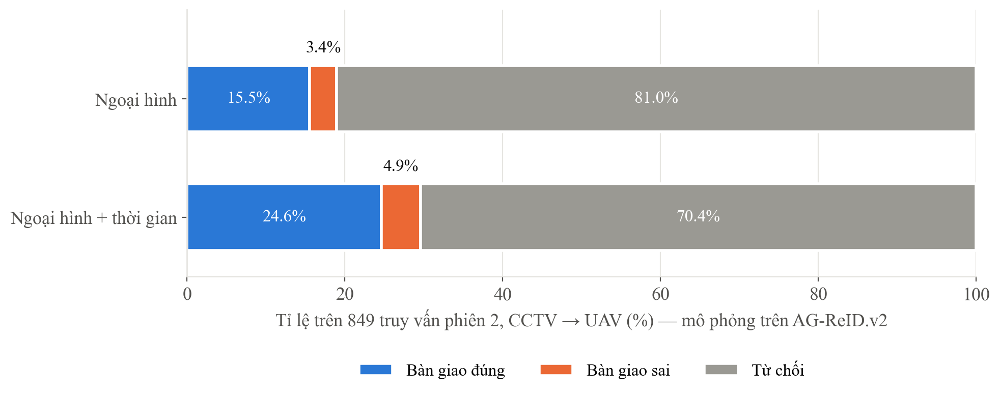 3.4%
Ngoại hình 15.5% 81.0%
4.9%
Ngoại hình + thời gian 24.6% 70.4%
0 20 40 60 80 100
Tỉ lệ trên 849 truy vấn phiên 2, CCTV → UAV (%) — mô phỏng trên AG-ReID.v2
Bàn giao đúng Bàn giao sai Từ chối